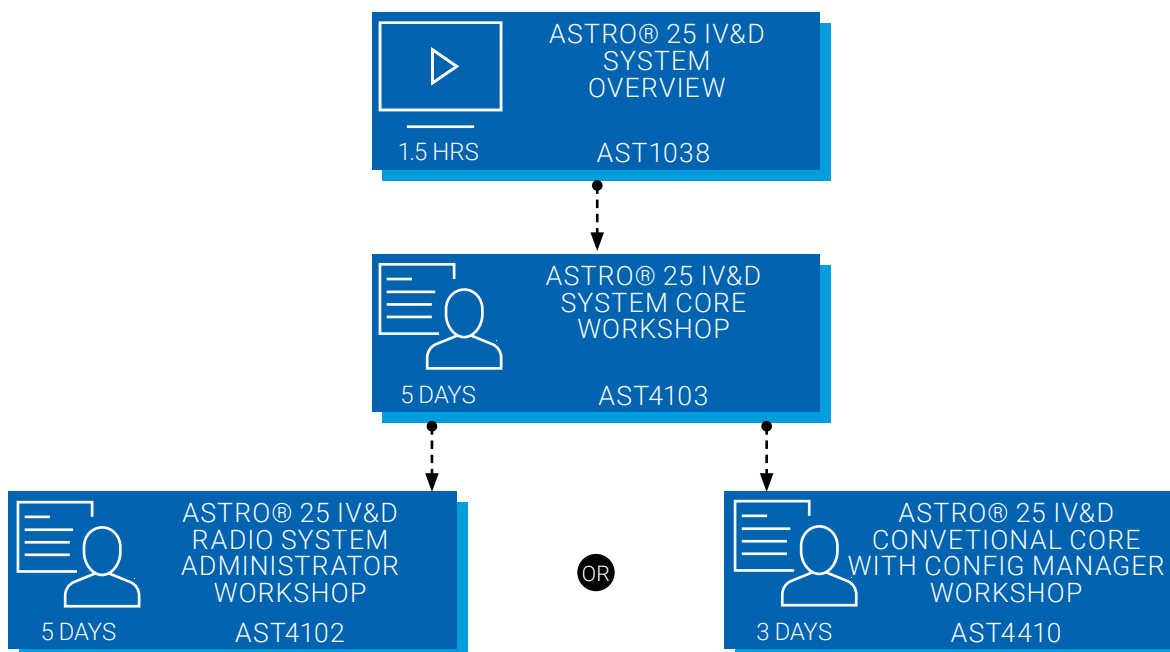 ASTRO® 25 IV&D
SYSTEM
OVERVIEW
1.5 HRS
AST1038
ASTRO® 25 IV&D
SYSTEM CORE
WORKSHOP
5 DAYS
AST4103
ASTRO® 25 IV&D
RADIO SYSTEM
ADMINISTRATOR
WORKSHOP
5 DAYS
AST4102
OR
ASTRO® 25 IV&D
CONVETIONAL CORE
WITH CONFIG MANAGER
WORKSHOP
3 DAYS
AST4410